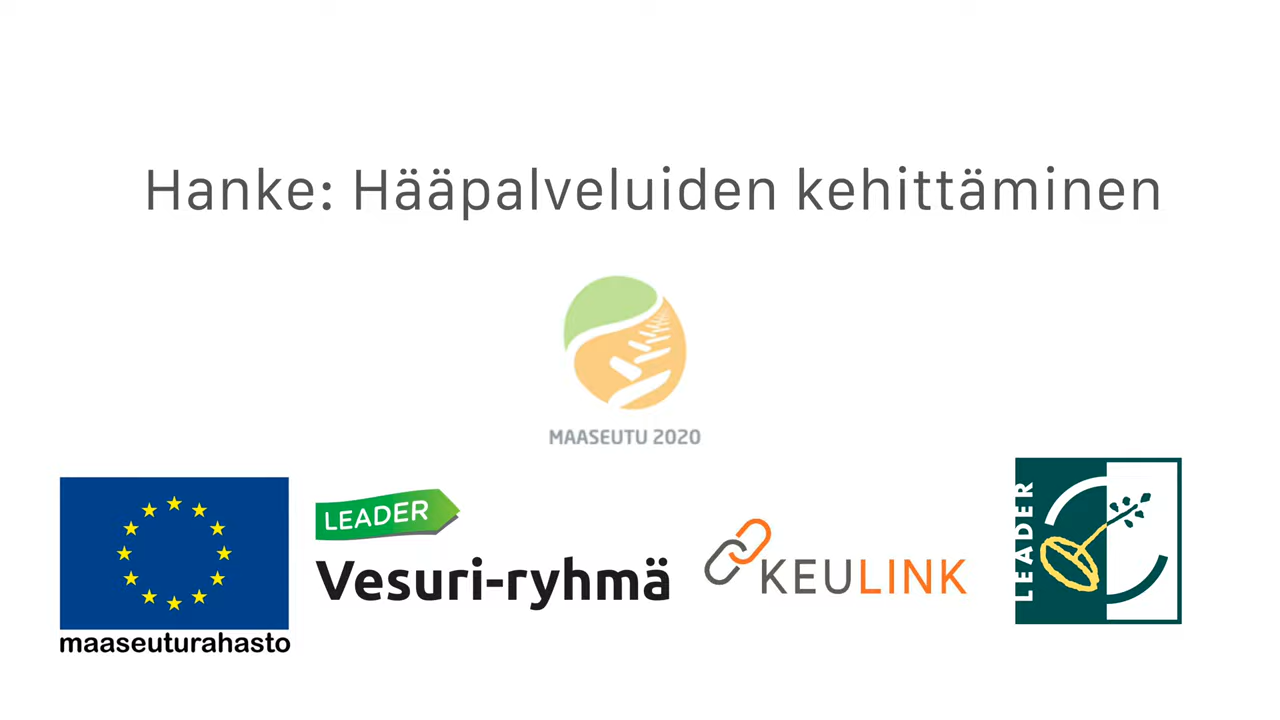 Hanke: Hääpalveluiden kehittäminen
MAASEUTU 2020
maaseuturahasto
LEADER
Vesuri-ryhmä
KEULINK
LEADER